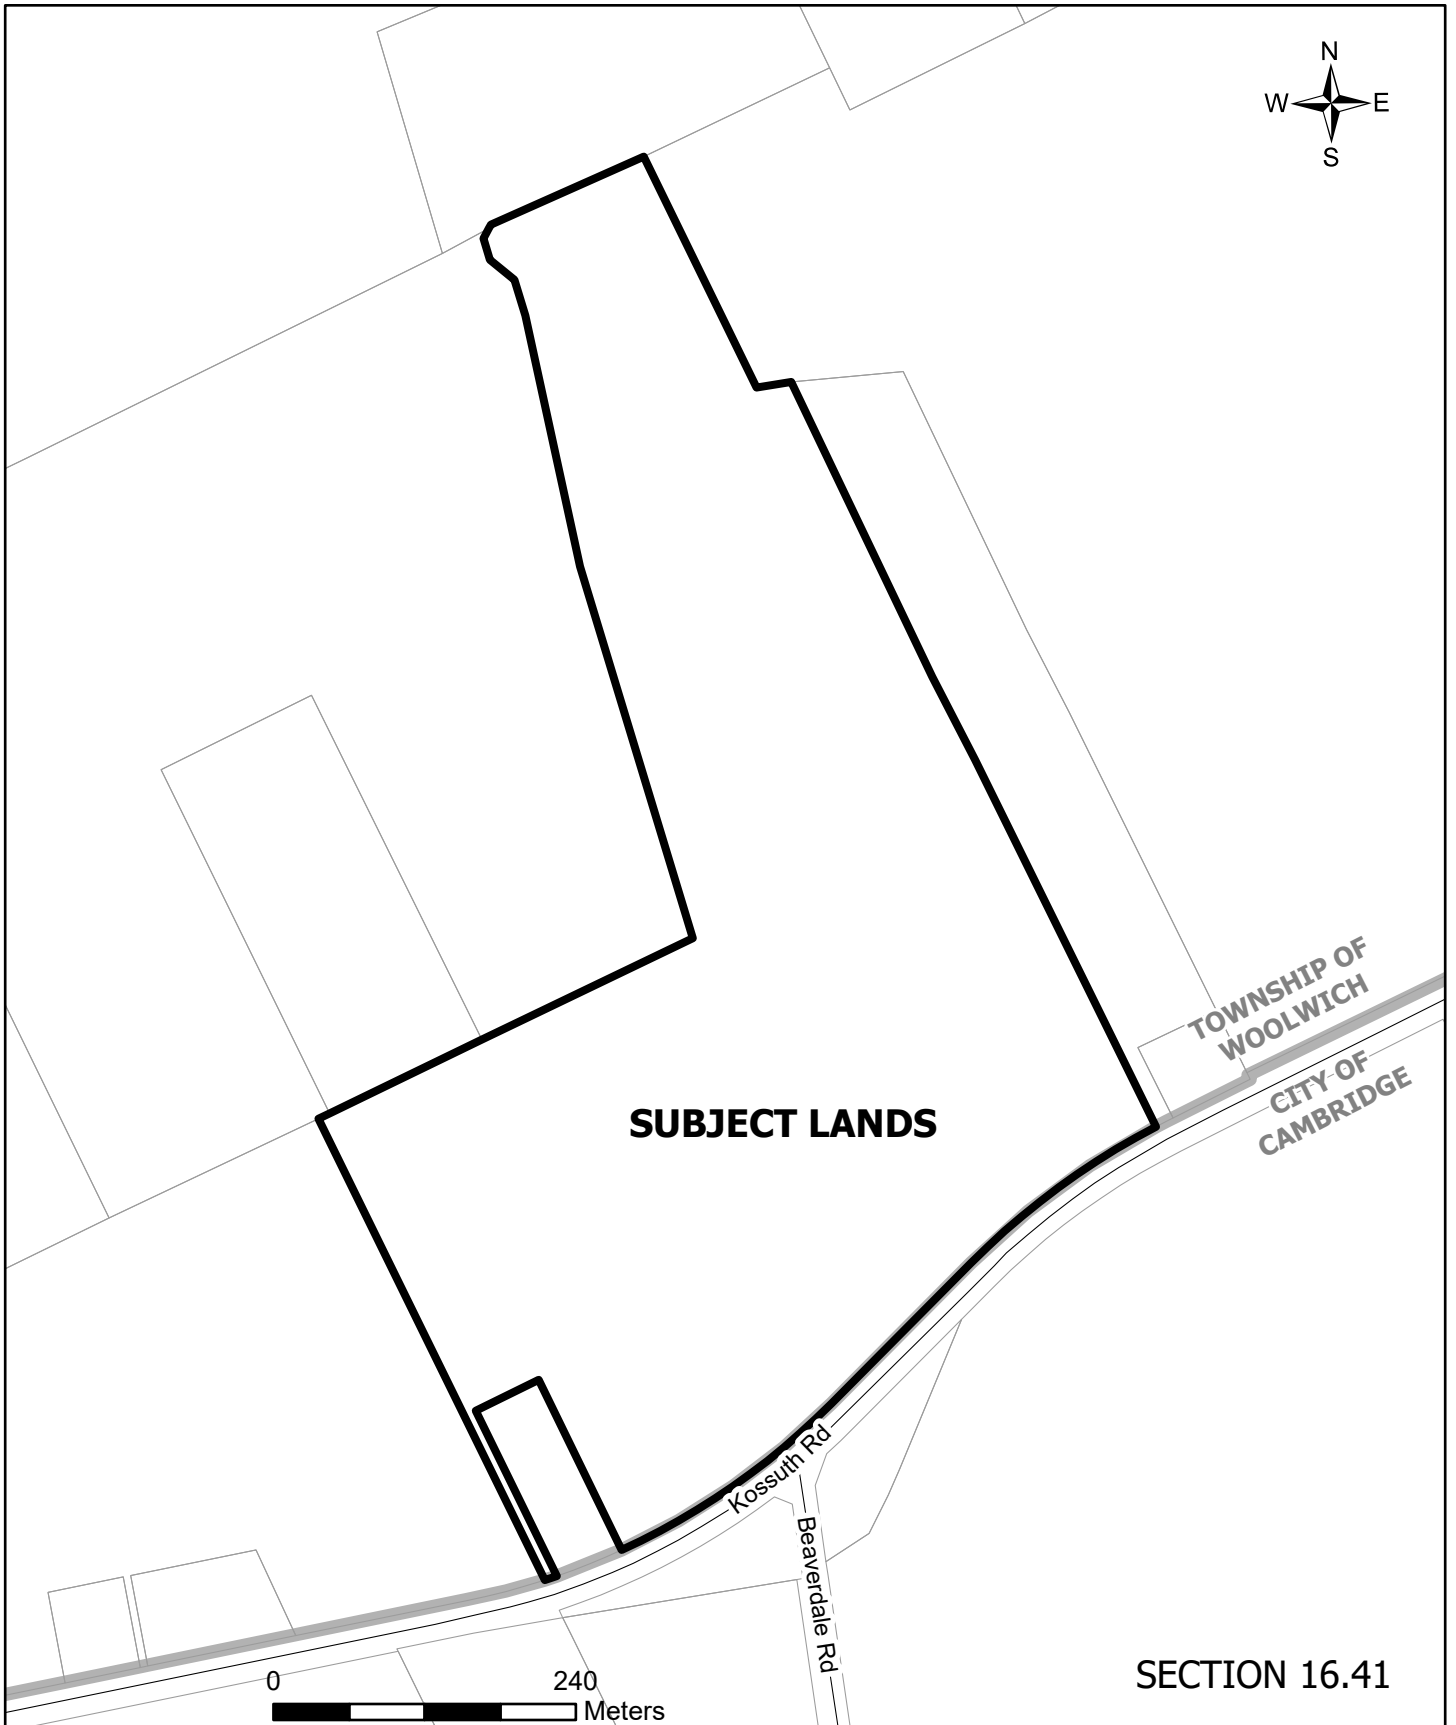 N
W E
S
TOWNSHIP OF
WOOLWICH
CITY OF
CAMBRIDGE
SUBJECT LANDS
Kossuth Rd
Beaverdale Rd
SECTION 16.41
0 240
Meters